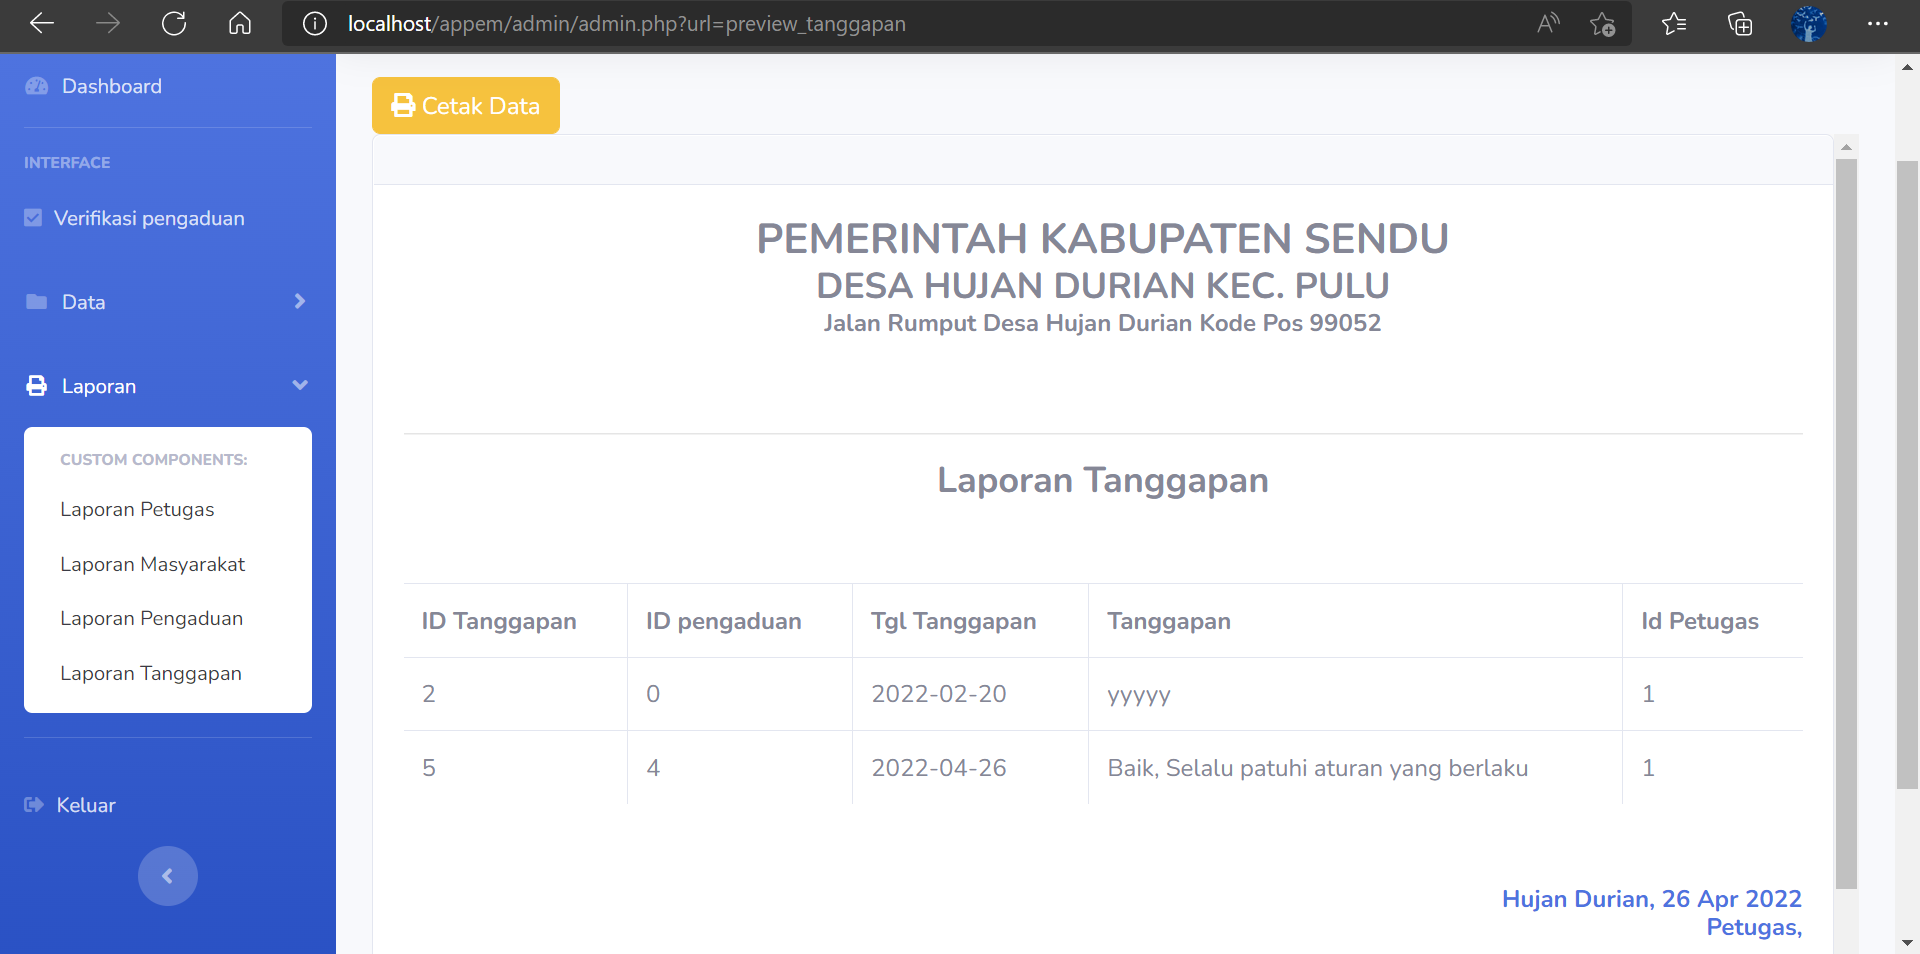 localhost/appem/admin/admin.php?url=preview_tanggapan
Dashboard
INTERFACE
Verifikasi pengaduan
Data
Laporan
CUSTOM COMPONENTS:
Laporan Petugas
Laporan Masyarakat
Laporan Pengaduan
Laporan Tanggapan
Keluar
Cetak Data
PEMERINTAH KABUPATEN SENDU
DESA HUJAN DURIAN KEC. PULU
Jalan Rumput Desa Hujan Durian Kode Pos 99052
Laporan Tanggapan
ID Tanggapan ID pengaduan Tgl Tanggapan Tanggapan Id Petugas
2 0 2022-02-20 yyyyy 1
5 4 2022-04-26 Baik, Selalu patuhi aturan yang berlaku 1
Hujan Durian, 26 Apr 2022
Petugas,